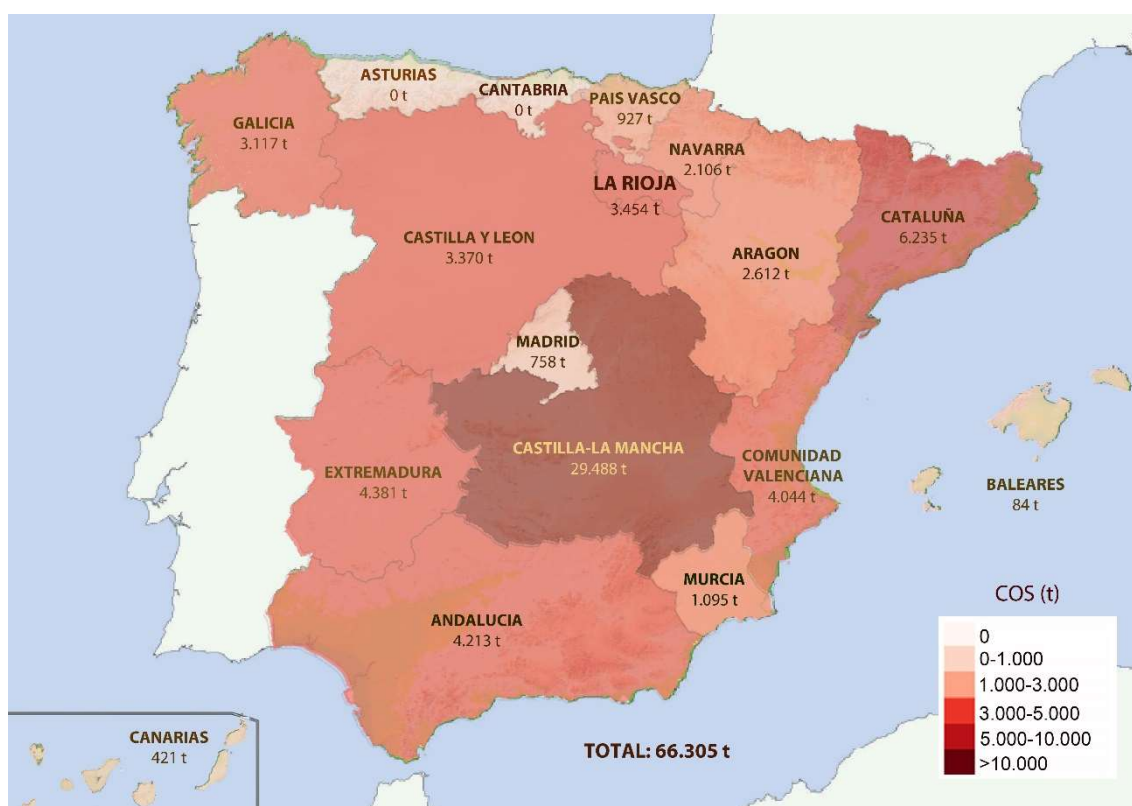 ASTURIAS
0 t
CANTABRIA
0 t
PAIS VASCO
927 t
GALICIA
3.117 t
NAVARRA
2.106 t
LA RIOJA
3.454 t
CATALUÑA
6.235 t
CASTILLA Y LEON
3.370 t
ARAGON
2.612 t
MADRID
758 t
CASTILLA-LA MANCHA
29.488 t
EXTREMADURA
4.381 t
COMUNIDAD
VALENCIANA
4.044 t
BALEARES
84 t
MURCIA
1.095 t
ANDALUCIA
4.213 t
CANARIAS
421 t
TOTAL: 66.305 t
COS (t)
0
0-1.000
1.000-3.000
3.000-5.000
5.000-10.000
>10.000